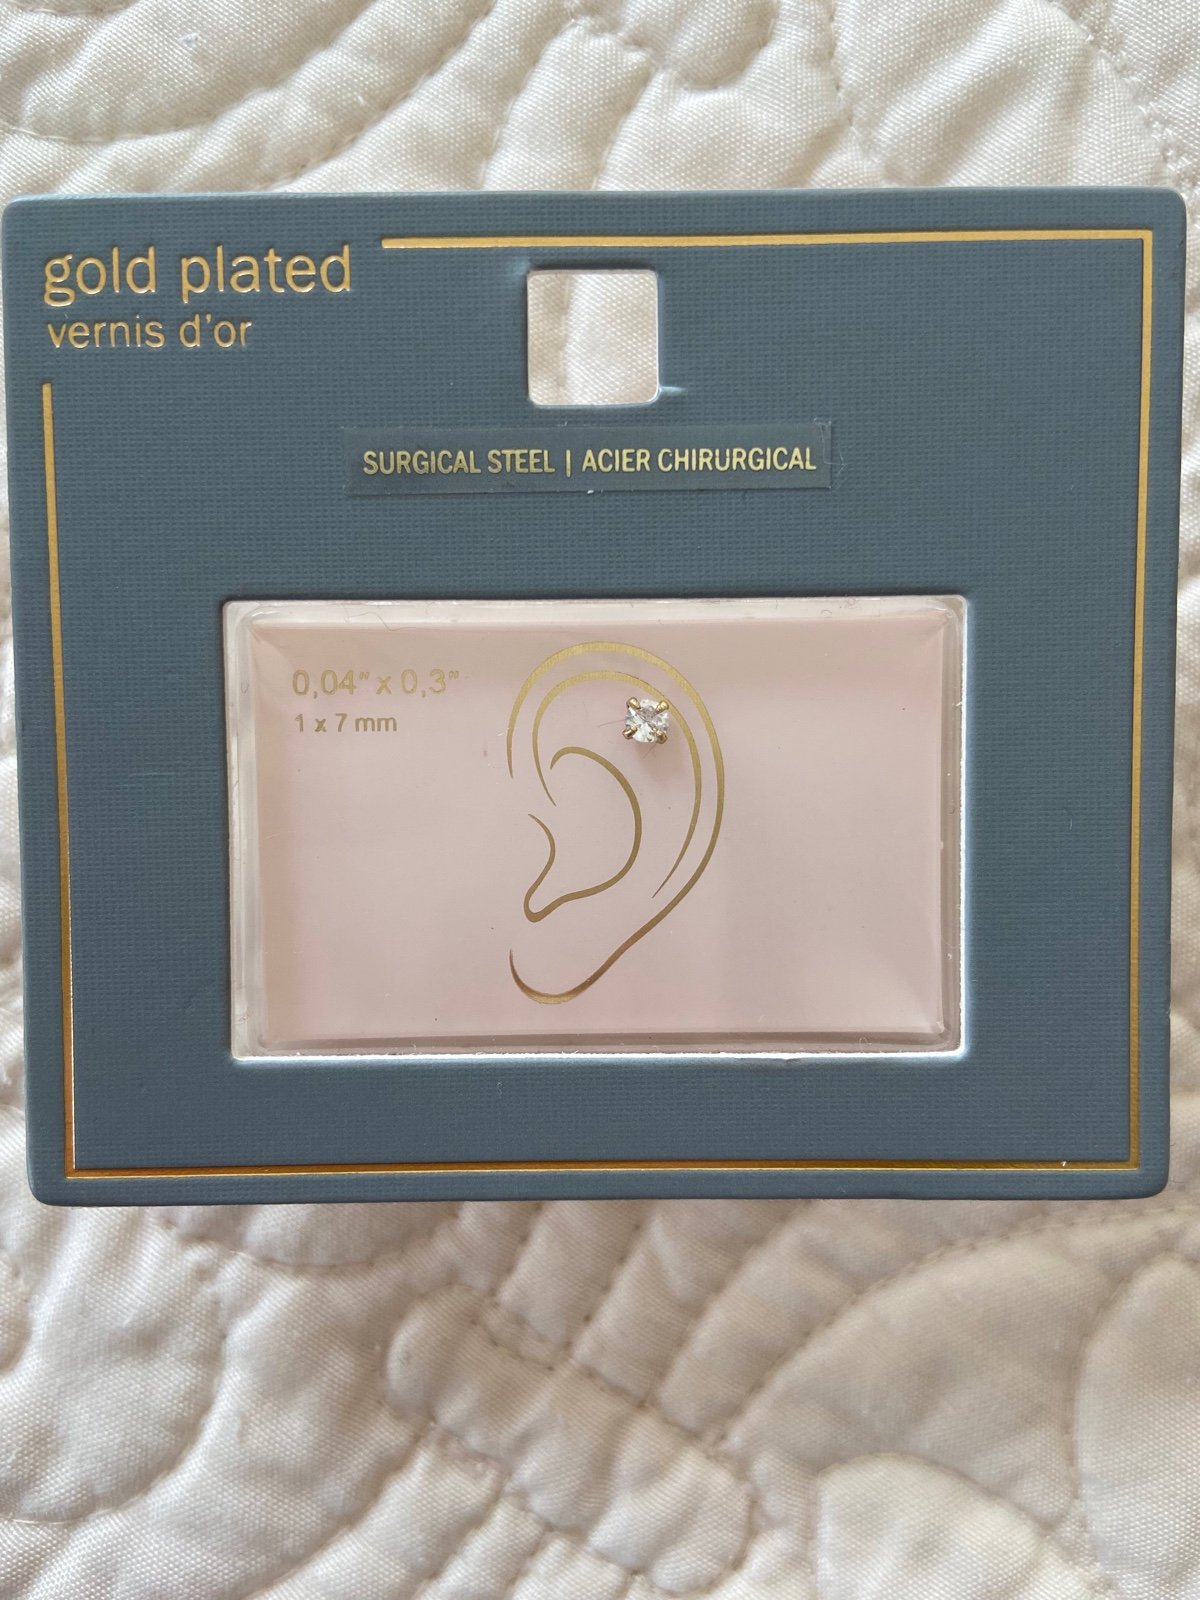 gold plated
vernis d'or
SURGICAL STEEL | ACIER CHIRURGICAL
0,04" x 0,3"
1 x 7 mm